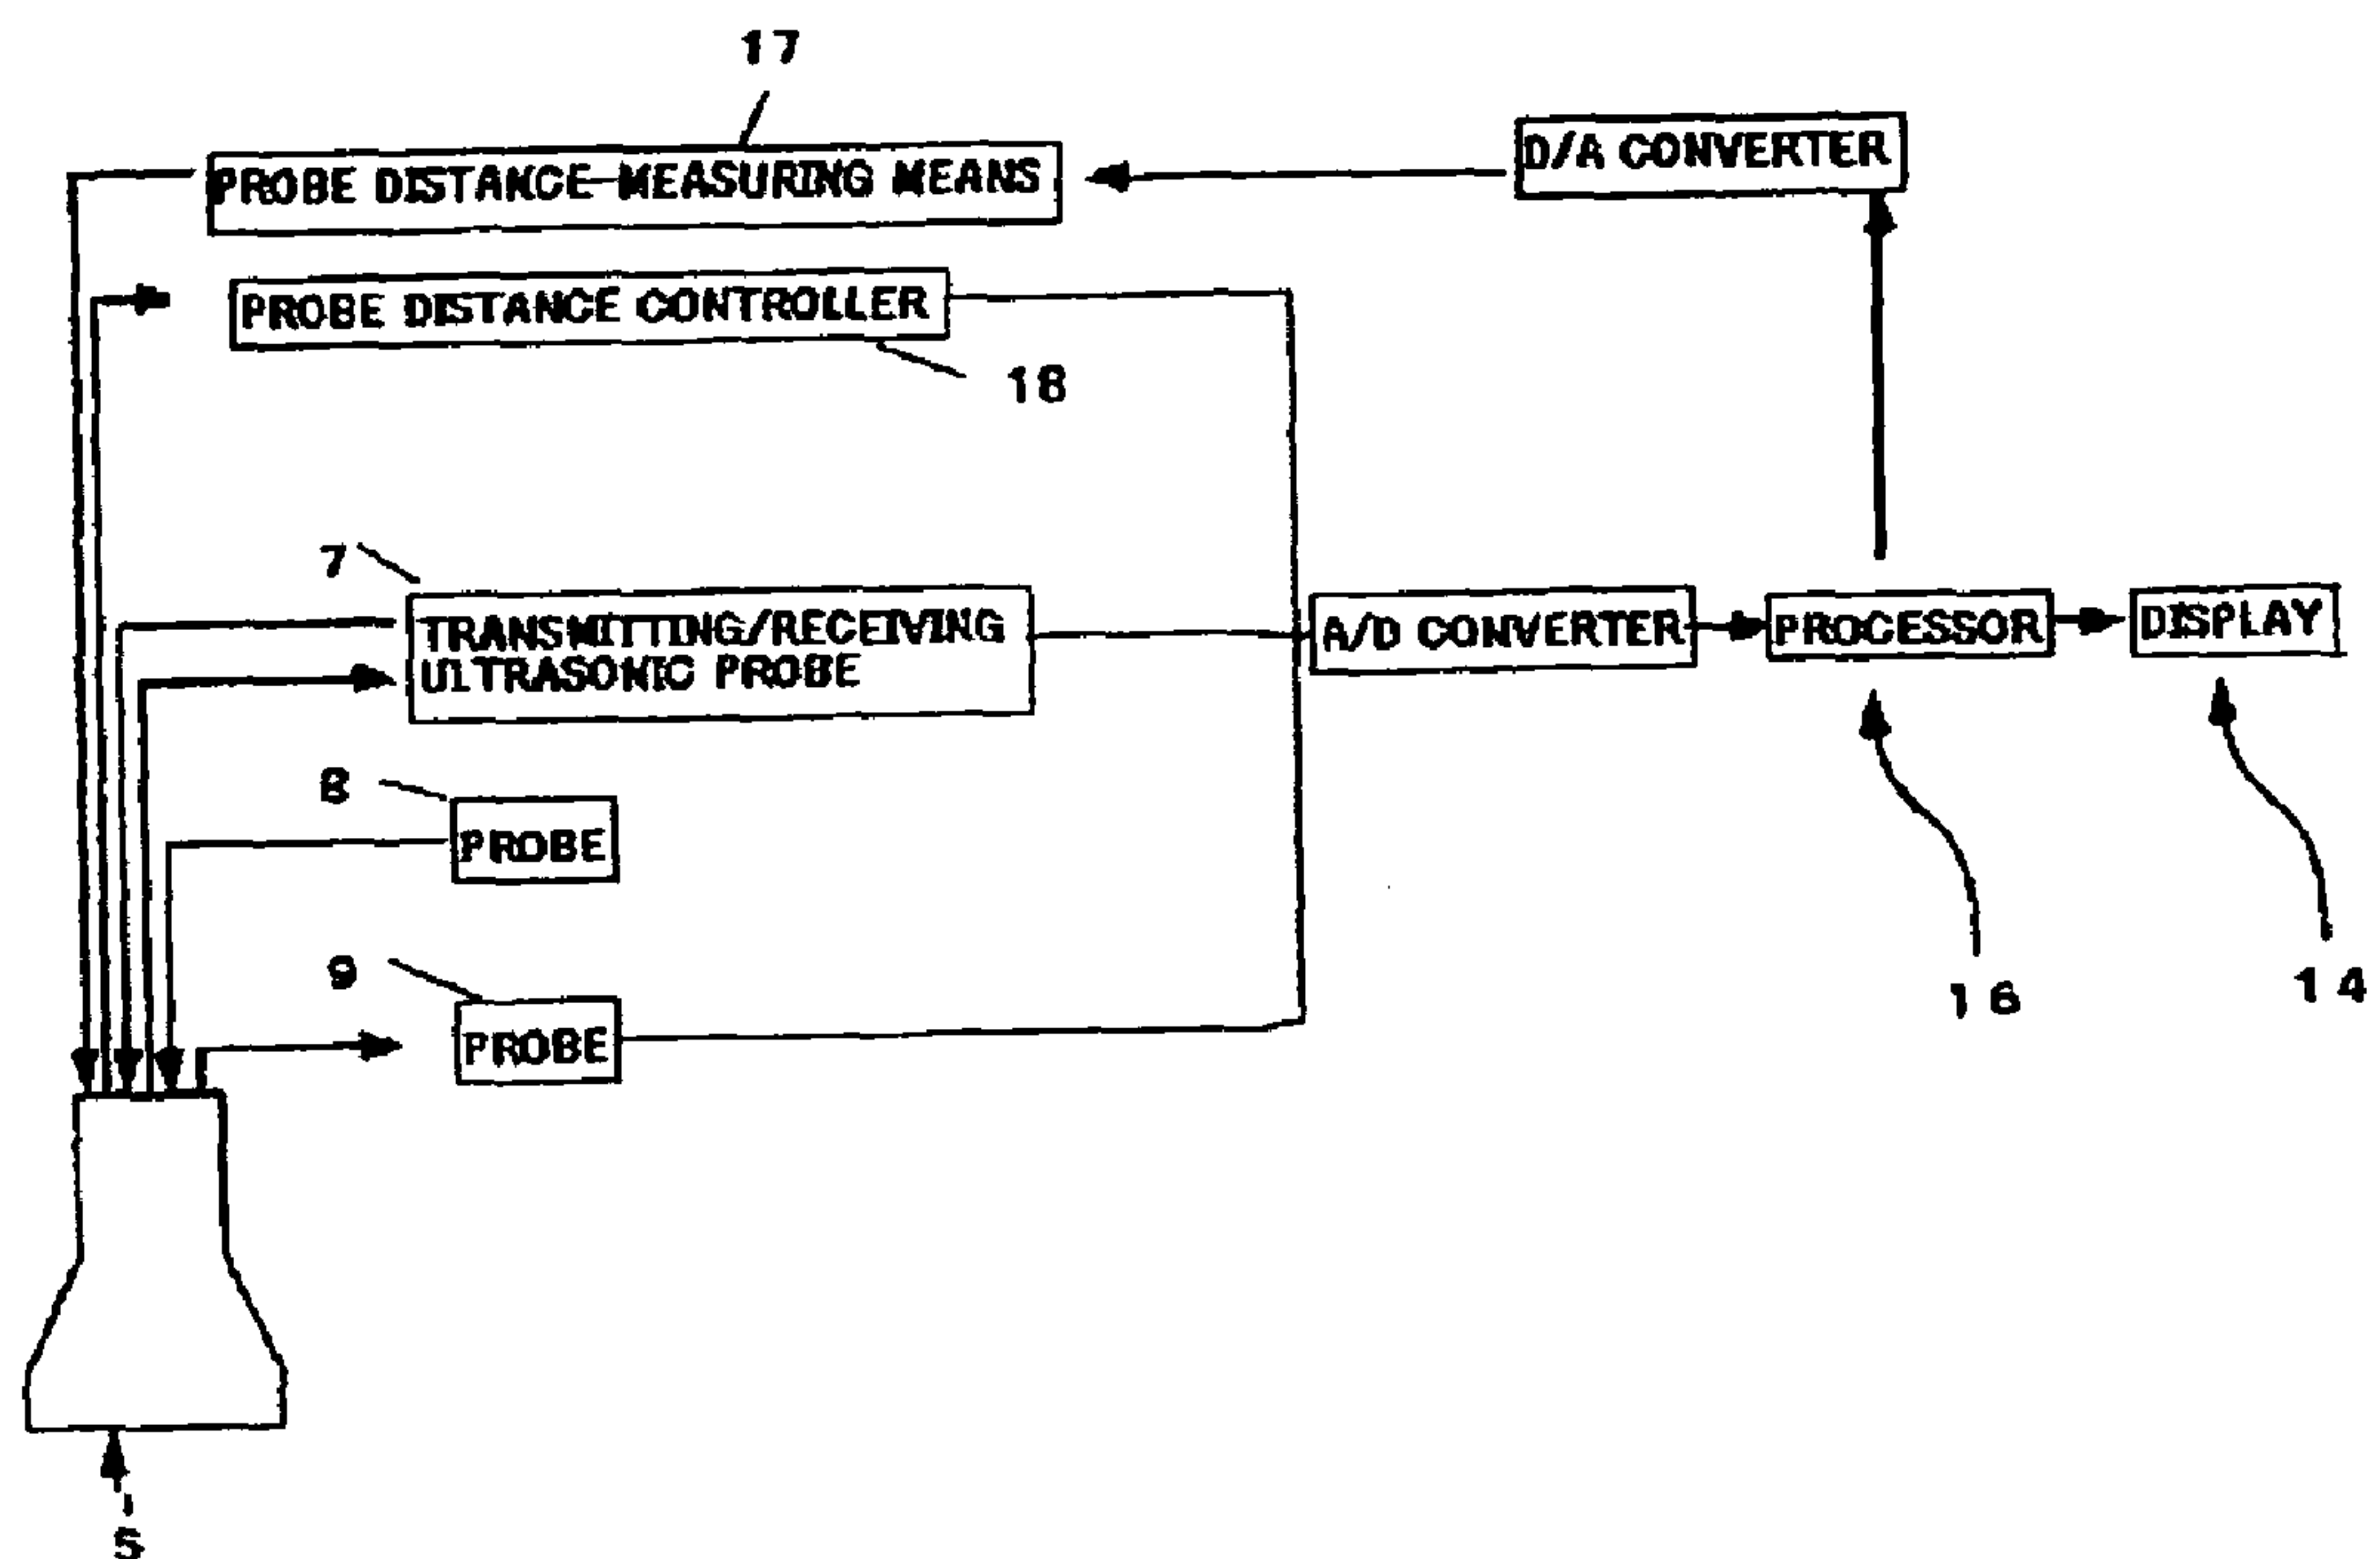 17
D/A CONVERTER
PROBE DISTANCE-MEASURING MEANS
PROBE DISTANCE CONTROLLER
18
7
TRANSMITTING/RECEIVING
ULTRASONIC PROBE
A/D CONVERTER
PROCESSOR
DISPLAY
8
PROBE
9
PROBE
16
14
S